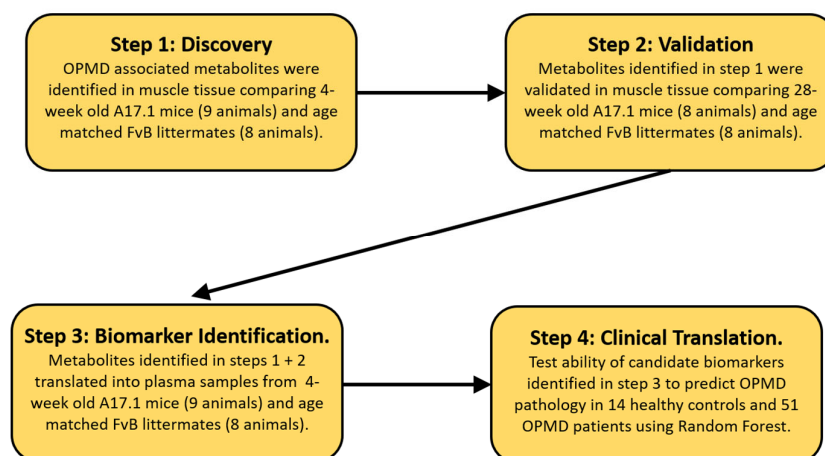 Step 1: Discovery
OPMD associated metabolites were
identified in muscle tissue comparing 4-
week old A17.1 mice (9 animals) and age
matched FvB littermates (8 animals).
Step 2: Validation
Metabolites identified in step 1 were
validated in muscle tissue comparing 28-
week old A17.1 mice (8 animals) and age
matched FvB littermates (8 animals).
Step 3: Biomarker Identification.
Metabolites identified in steps 1 + 2
translated into plasma samples from 4-
week old A17.1 mice (9 animals) and age
matched FvB littermates (8 animals).
Step 4: Clinical Translation.
Test ability of candidate biomarkers
identified in step 3 to predict OPMD
pathology in 14 healthy controls and 51
OPMD patients using Random Forest.